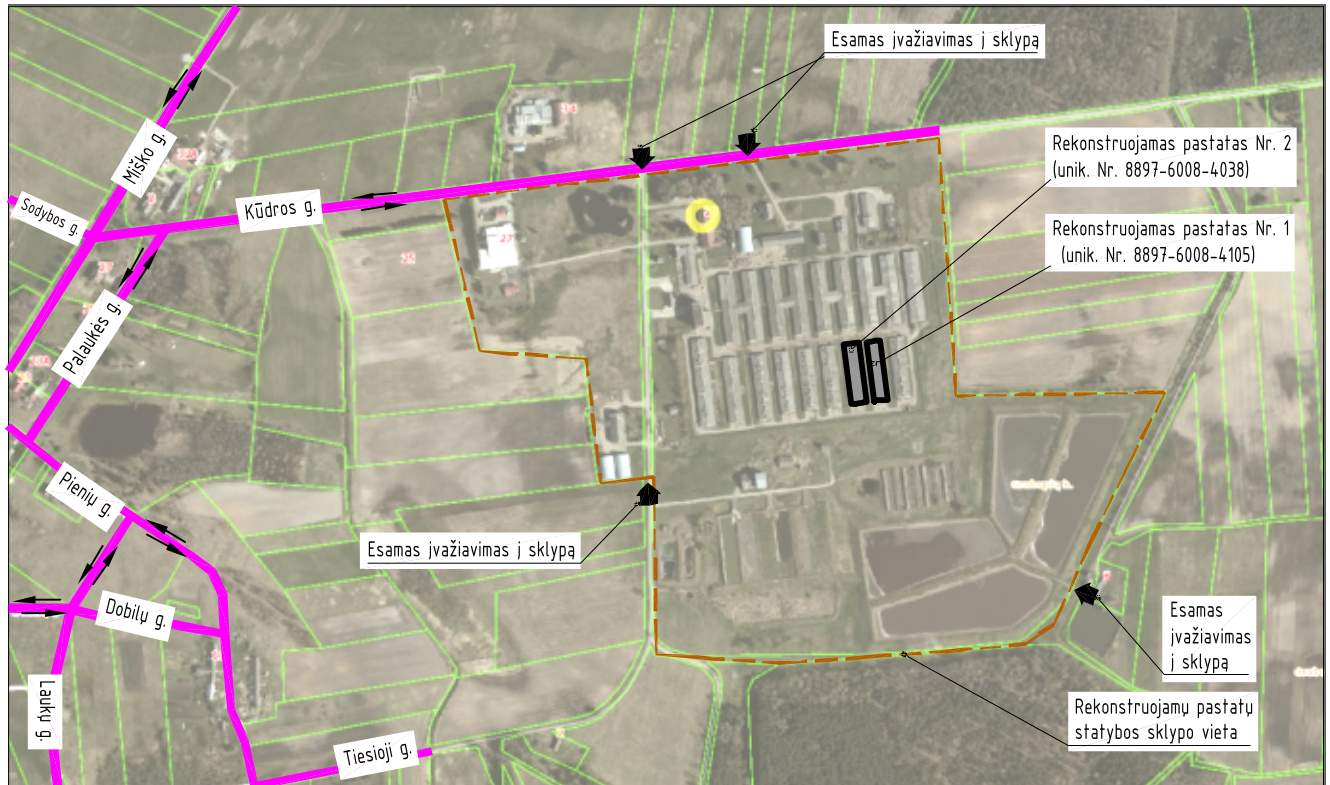 Esamas įvažiavimas į sklypą
Rekonstruojamas pastatas Nr. 2
(unik. Nr. 8897-6008-4038)
Rekonstruojamas pastatas Nr. 1
(unik. Nr. 8897-6008-4105)
Miško g.
Sodybos g.
Kūdros g.
Palaukės g.
25
27
Pienių g.
Esamas įvažiavimas į sklypą
Dobilų g.
Esamas
įvažiavimas
į sklypą
Laukų g.
Rekonstruojamų pastatų
statybos sklypo vieta
Tiesioji g.